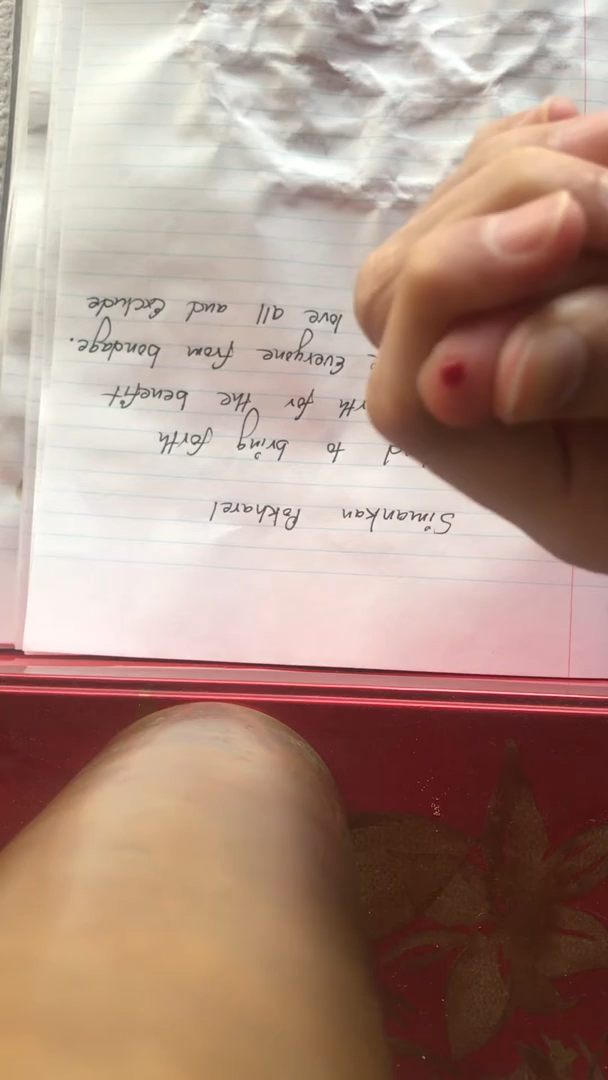 Simankan Pokharel
to bring forth
for the benefit
Everyone from bondage.
love all and Exclude